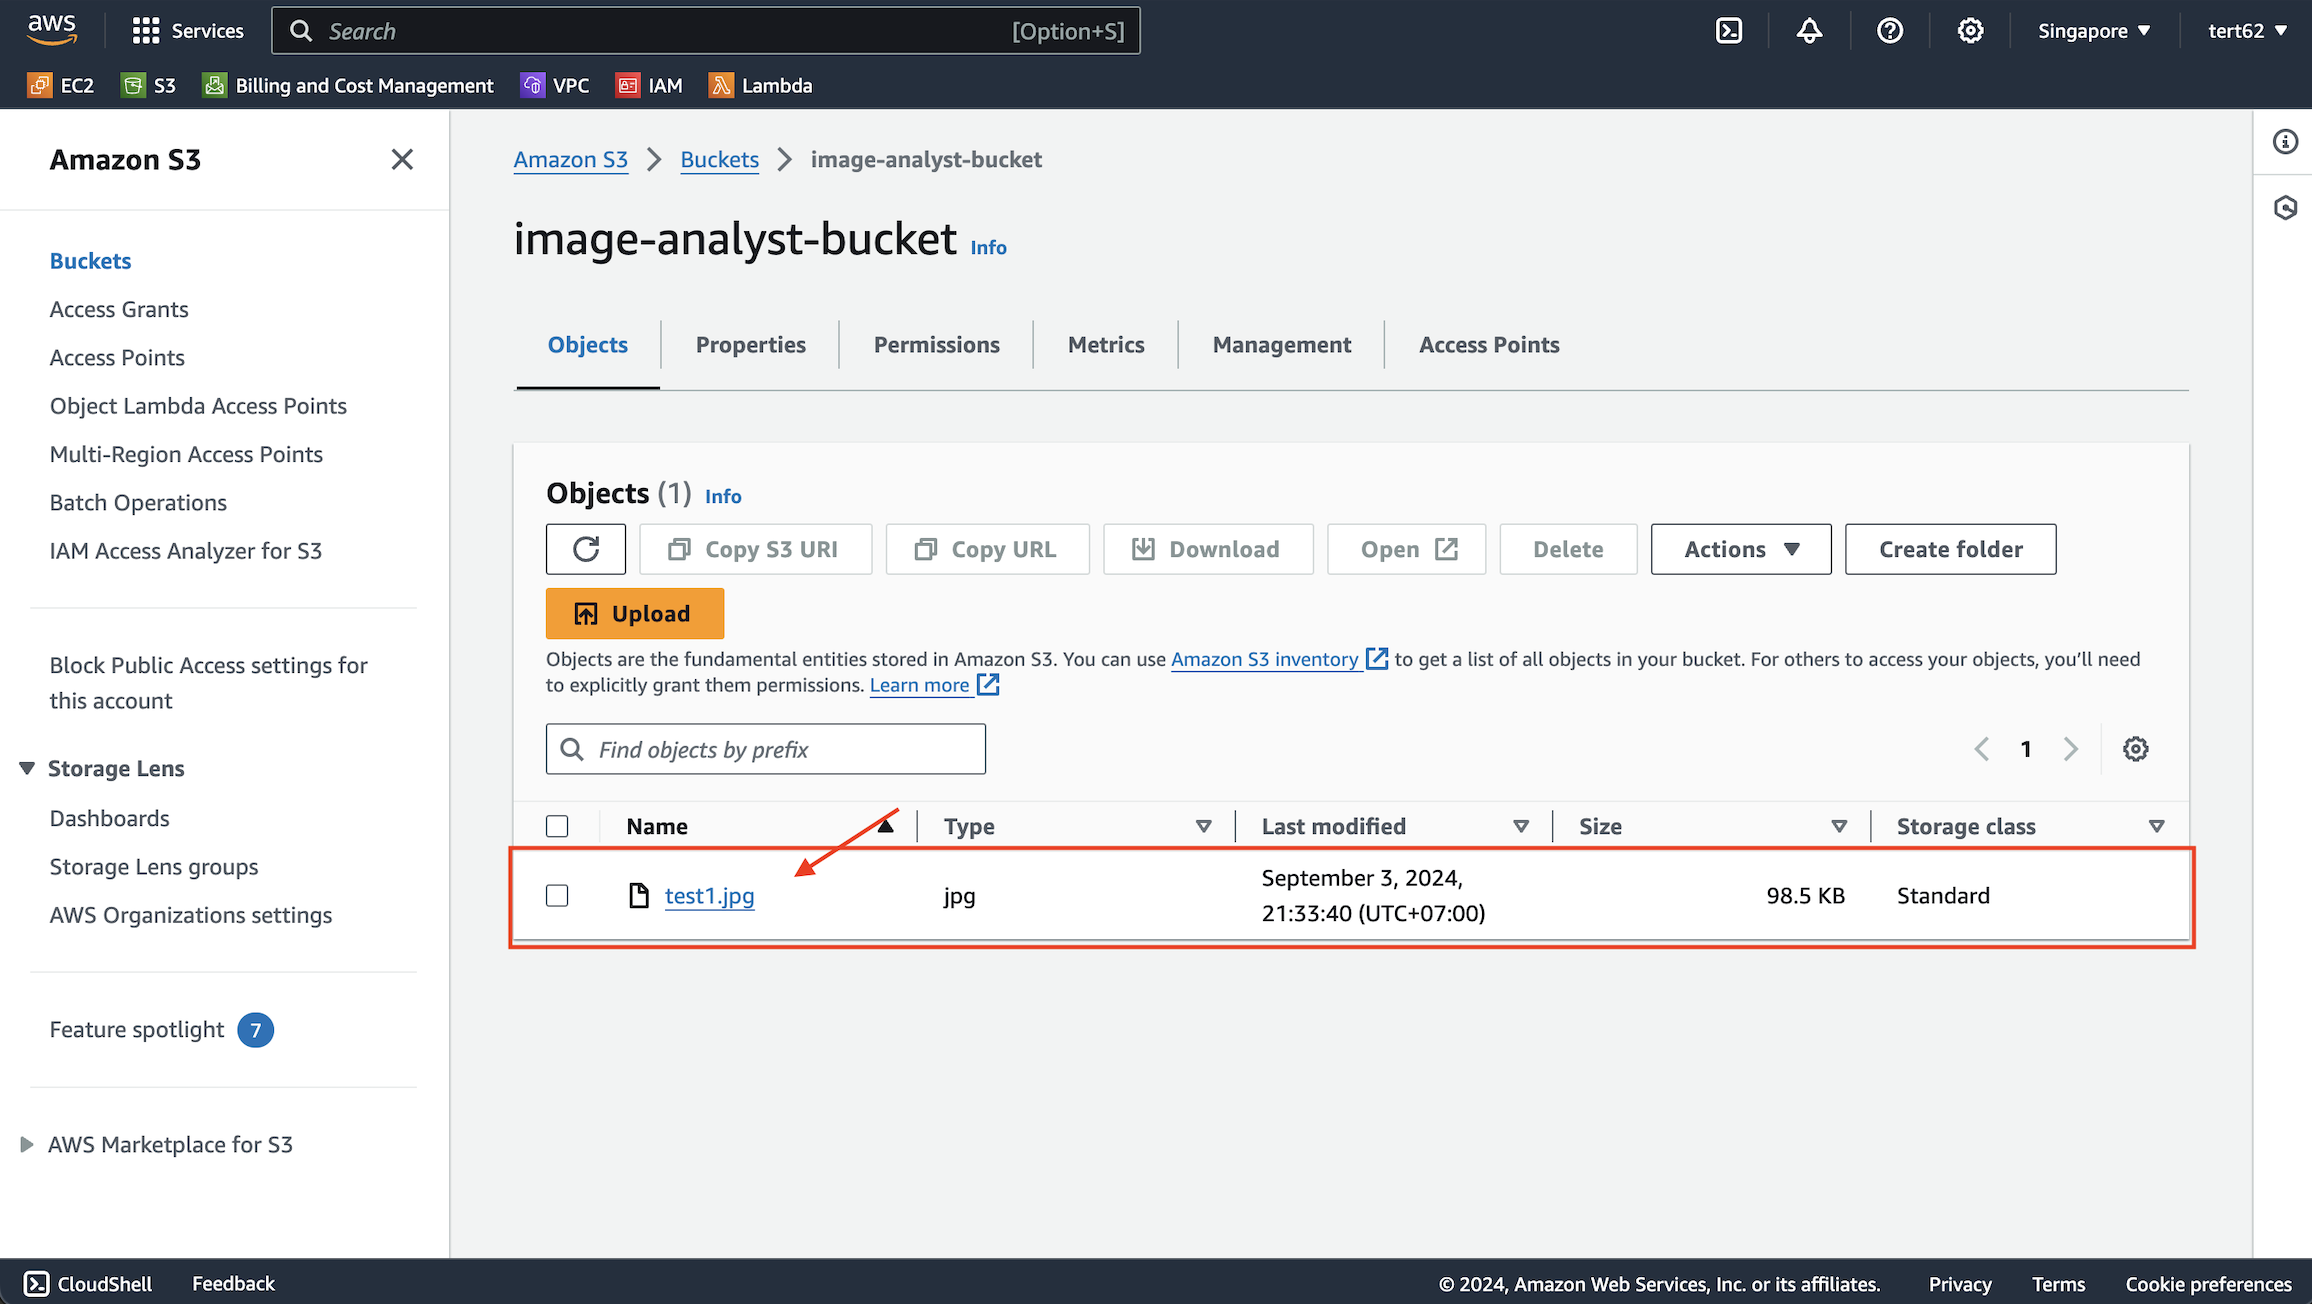 aws
Services
Search
[Option+S]
Singapore
tert62
EC2
S3
Billing and Cost Management
VPC
IAM
Lambda
Amazon S3
Buckets
Access Grants
Access Points
Object Lambda Access Points
Multi-Region Access Points
Batch Operations
IAM Access Analyzer for S3
Block Public Access settings for
this account
Storage Lens
Dashboards
Storage Lens groups
AWS Organizations settings
Feature spotlight 7
AWS Marketplace for S3
Amazon S3 > Buckets > image-analyst-bucket
image-analyst-bucket Info
Objects
Properties
Permissions
Metrics
Management
Access Points
Objects (1) Info
Copy S3 URI
Copy URL
Download
Open
Delete
Actions
Create folder
Upload
Objects are the fundamental entities stored in Amazon S3. You can use Amazon S3 inventory to get a list of all objects in your bucket. For others to access your objects, you’ll need
to explicitly grant them permissions. Learn more
Find objects by prefix
1
Name
Type
Last modified
Size
Storage class
test1.jpg
jpg
September 3, 2024,
21:33:40 (UTC+07:00)
98.5 KB
Standard
CloudShell
Feedback
© 2024, Amazon Web Services, Inc. or its affiliates.
Privacy
Terms
Cookie preferences